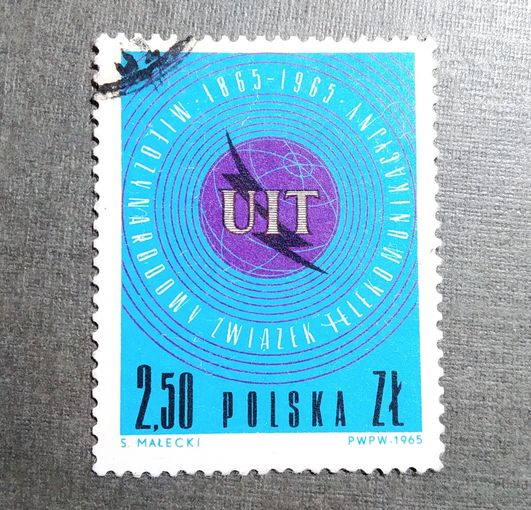 1865-1965 · MIĘDZYNARODOWY ZWIĄZEK TELEKOMUNIKACYJNY ·
UIT
2,50 POLSKA ZŁ
S. MAŁECKI PWPW-1965